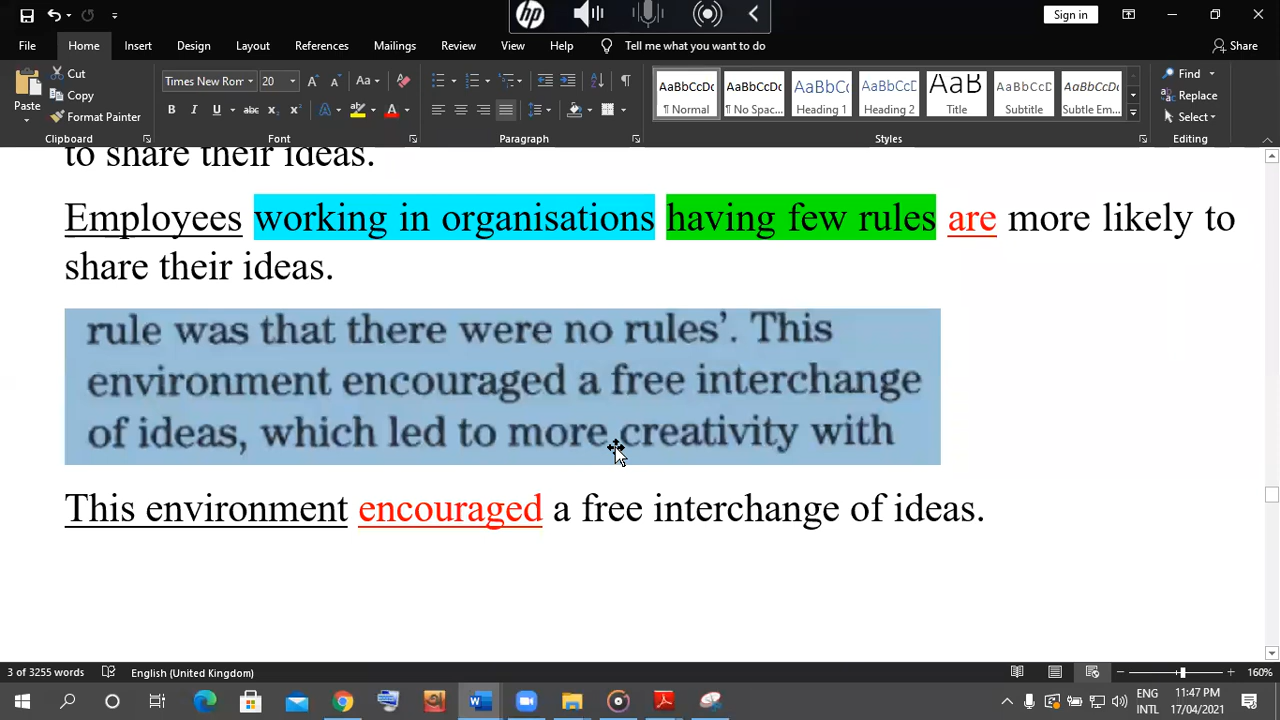 Sign in
File Home Insert Design Layout References Mailings Review View Help Tell me what you want to do Share
Paste
Cut
Copy
Format Painter
Clipboard
Times New Ron 20
Font
Paragraph
AaBbCcDc AaBbCcDc AaBbCc AaBbCcE AaB AaBbCcD AaBbCcDc
¶ Normal ¶ No Spac... Heading 1 Heading 2 Title Subtitle Subtle Em...
Styles
Find
Replace
Select
Editing
to share their ideas.
Employees working in organisations having few rules are more likely to
share their ideas.
rule was that there were no rules’. This
environment encouraged a free interchange
of ideas, which led to more creativity with
This environment encouraged a free interchange of ideas.
3 of 3255 words English (United Kingdom) 160%
ENG
INTL
11:47 PM
17/04/2021